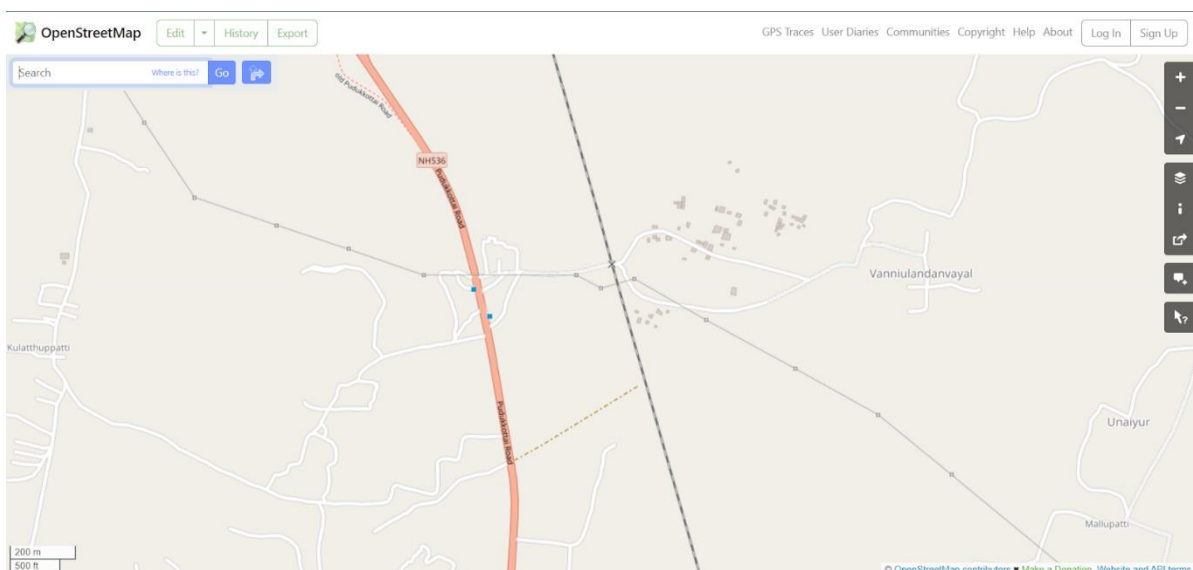 OpenStreetMap Edit History Export GPS Traces User Diaries Communities Copyright Help About Log In Sign Up
Search Where is this? Go
old Pudukkottai Road
NH536
Pudukkottai Road
Vanniulandanvayal
Kulatthuppatti
Pudukkottai Road
Unaiyur
Mallupatti
200 m
500 ft
© OpenStreetMap contributors ♥ Make a Donation. Website and API terms